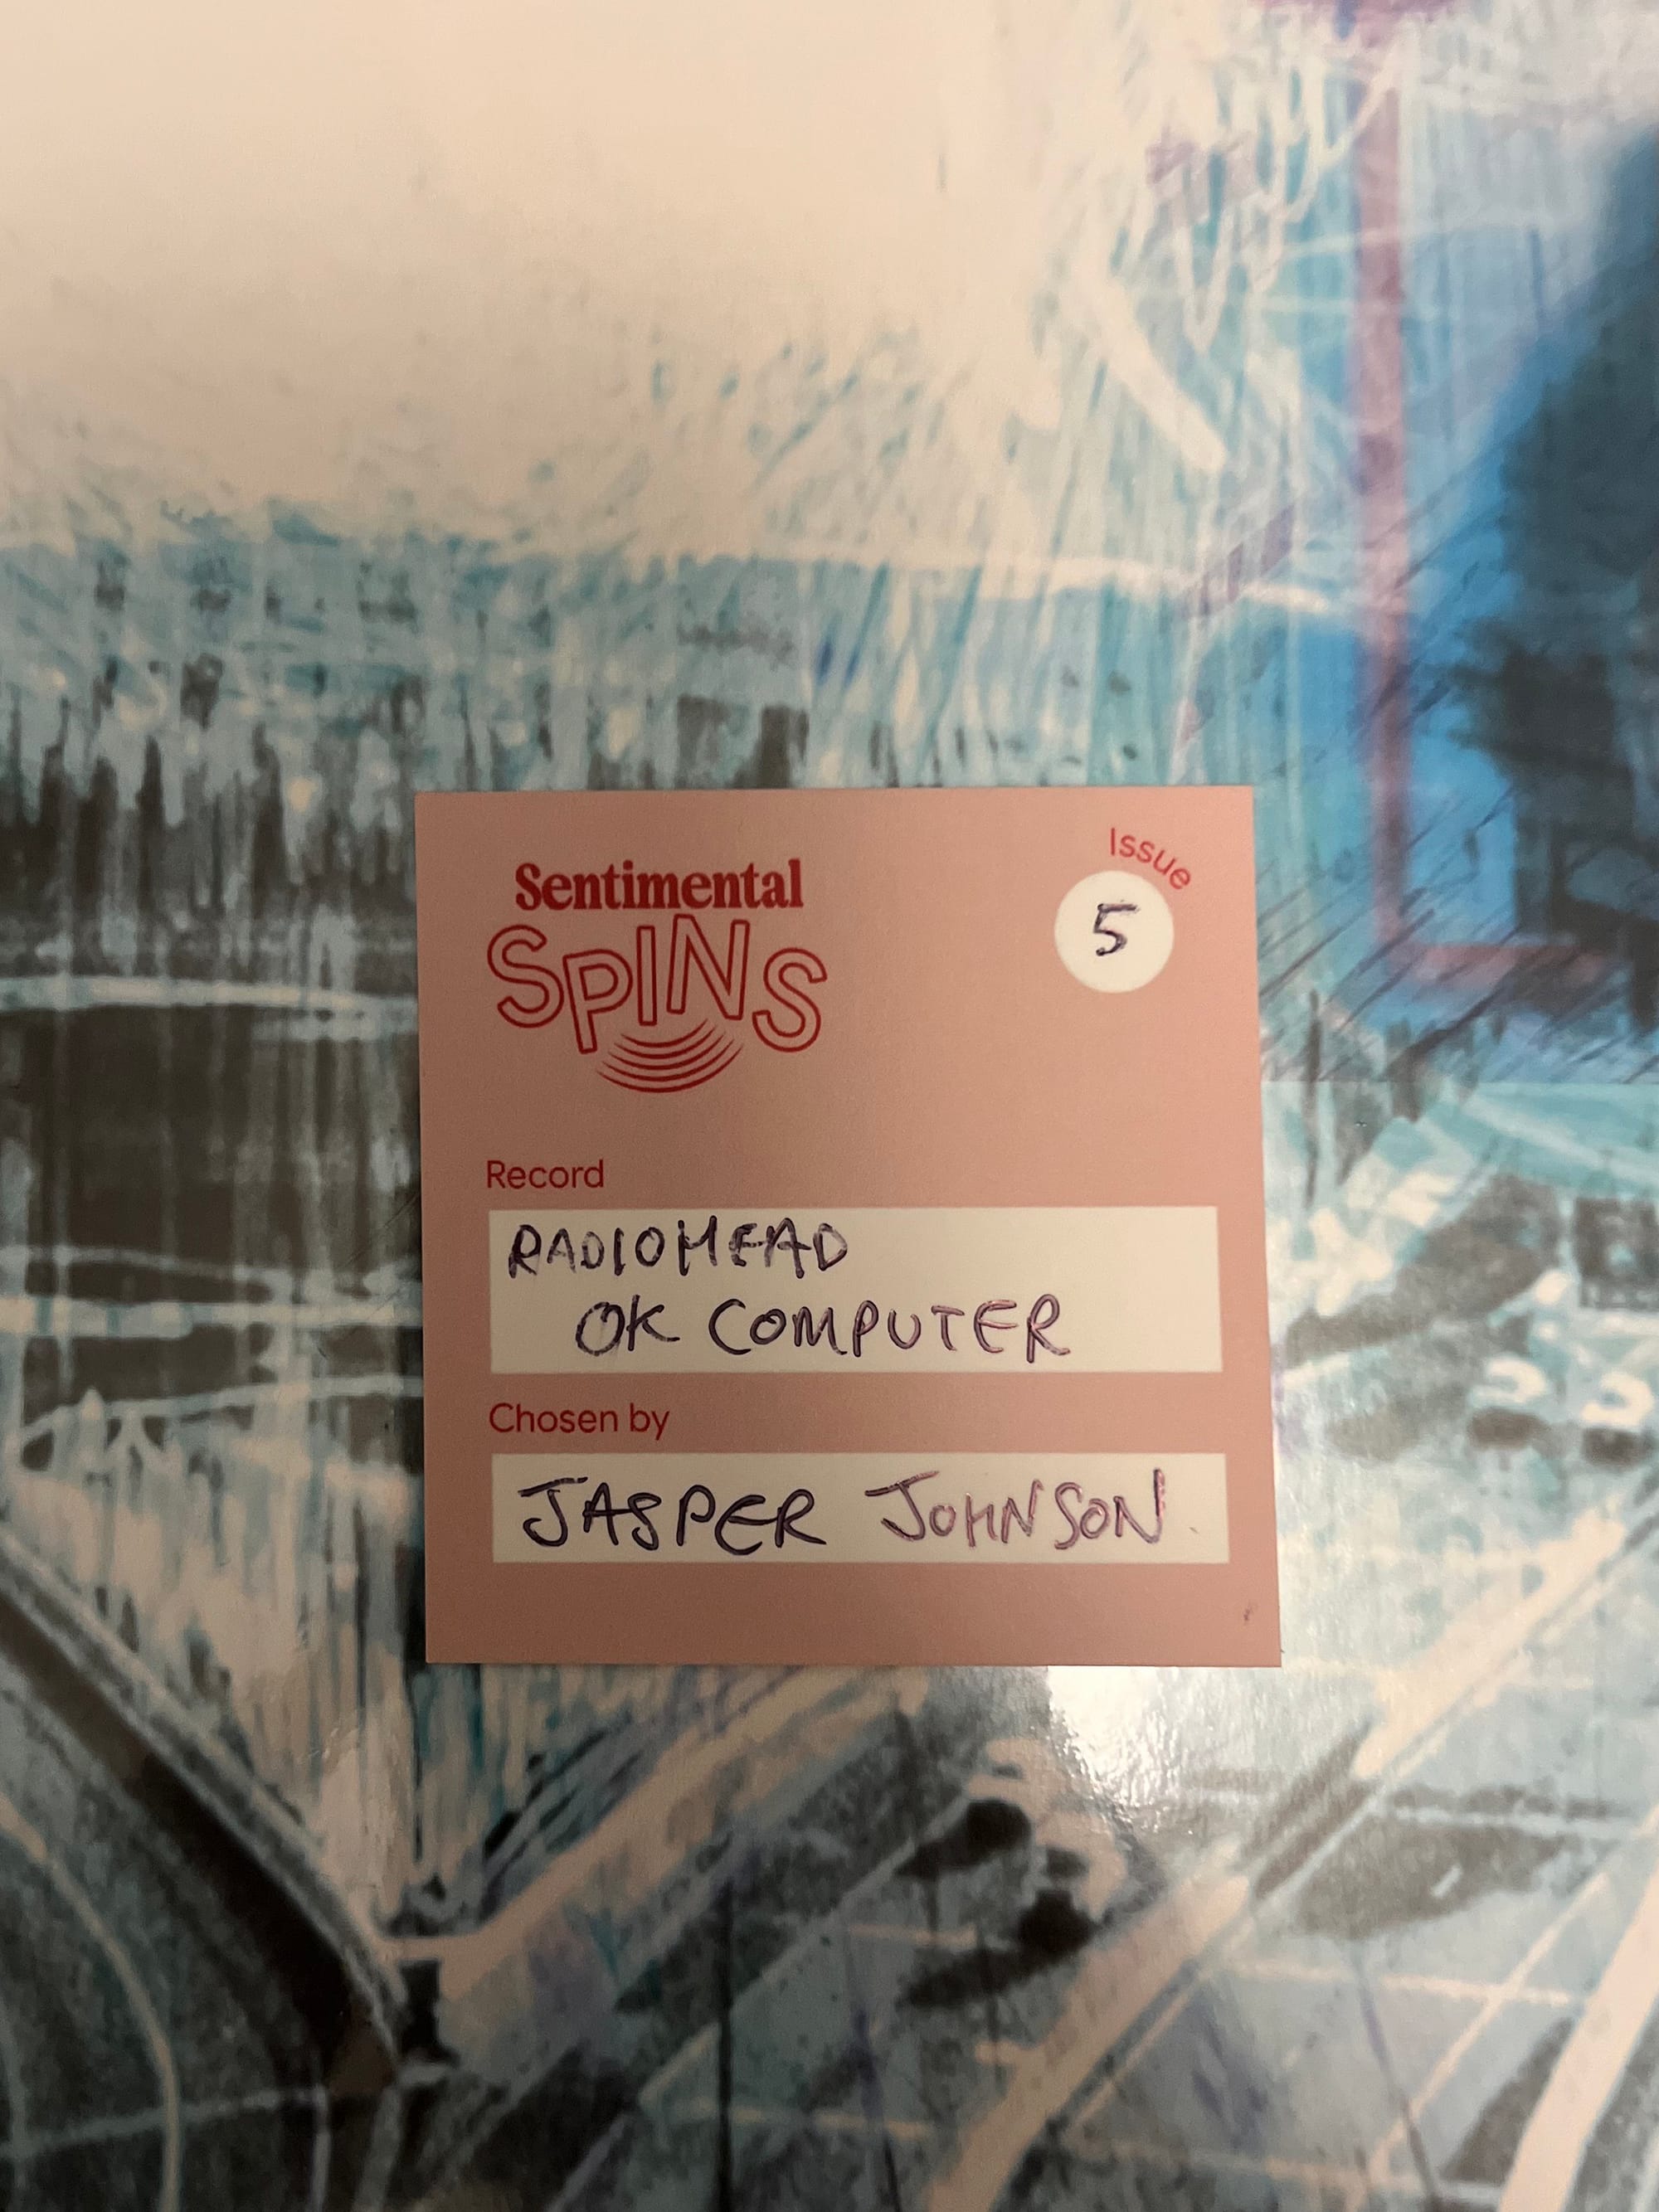 Sentimental
SPINS
Issue
5
Record
RADIOHEAD
OK COMPUTER
Chosen by
JASPER JOHNSON